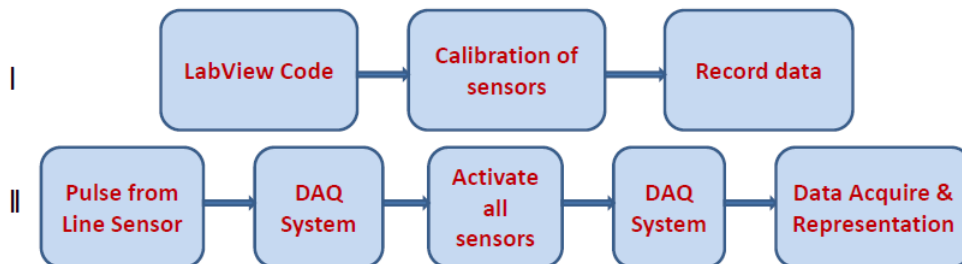 I
LabView Code
Calibration of
sensors
Record data
II
Pulse from
Line Sensor
DAQ
System
Activate
all
sensors
DAQ
System
Data Acquire &
Representation